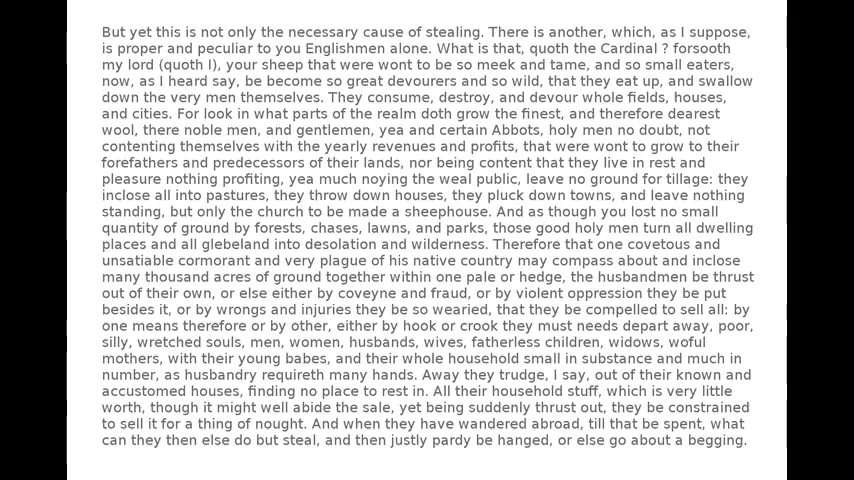 But yet this is not only the necessary cause of stealing. There is another, which, as I suppose,
is proper and peculiar to you Englishmen alone. What is that, quoth the Cardinal ? forsooth
my lord (quoth I), your sheep that were wont to be so meek and tame, and so small eaters,
now, as I heard say, be become so great devourers and so wild, that they eat up, and swallow
down the very men themselves. They consume, destroy, and devour whole fields, houses,
and cities. For look in what parts of the realm doth grow the finest, and therefore dearest
wool, there noble men, and gentlemen, yea and certain Abbots, holy men no doubt, not
contenting themselves with the yearly revenues and profits, that were wont to grow to their
forefathers and predecessors of their lands, nor being content that they live in rest and
pleasure nothing profiting, yea much noying the weal public, leave no ground for tillage: they
inclose all into pastures, they throw down houses, they pluck down towns, and leave nothing
standing, but only the church to be made a sheephouse. And as though you lost no small
quantity of ground by forests, chases, lawns, and parks, those good holy men turn all dwelling
places and all glebeland into desolation and wilderness. Therefore that one covetous and
unsatiable cormorant and very plague of his native country may compass about and inclose
many thousand acres of ground together within one pale or hedge, the husbandmen be thrust
out of their own, or else either by coveyne and fraud, or by violent oppression they be put
besides it, or by wrongs and injuries they be so wearied, that they be compelled to sell all: by
one means therefore or by other, either by hook or crook they must needs depart away, poor,
silly, wretched souls, men, women, husbands, wives, fatherless children, widows, woful
mothers, with their young babes, and their whole household small in substance and much in
number, as husbandry requireth many hands. Away they trudge, I say, out of their known and
accustomed houses, finding no place to rest in. All their household stuff, which is very little
worth, though it might well abide the sale, yet being suddenly thrust out, they be constrained
to sell it for a thing of nought. And when they have wandered abroad, till that be spent, what
can they then else do but steal, and then justly pardy be hanged, or else go about a begging.